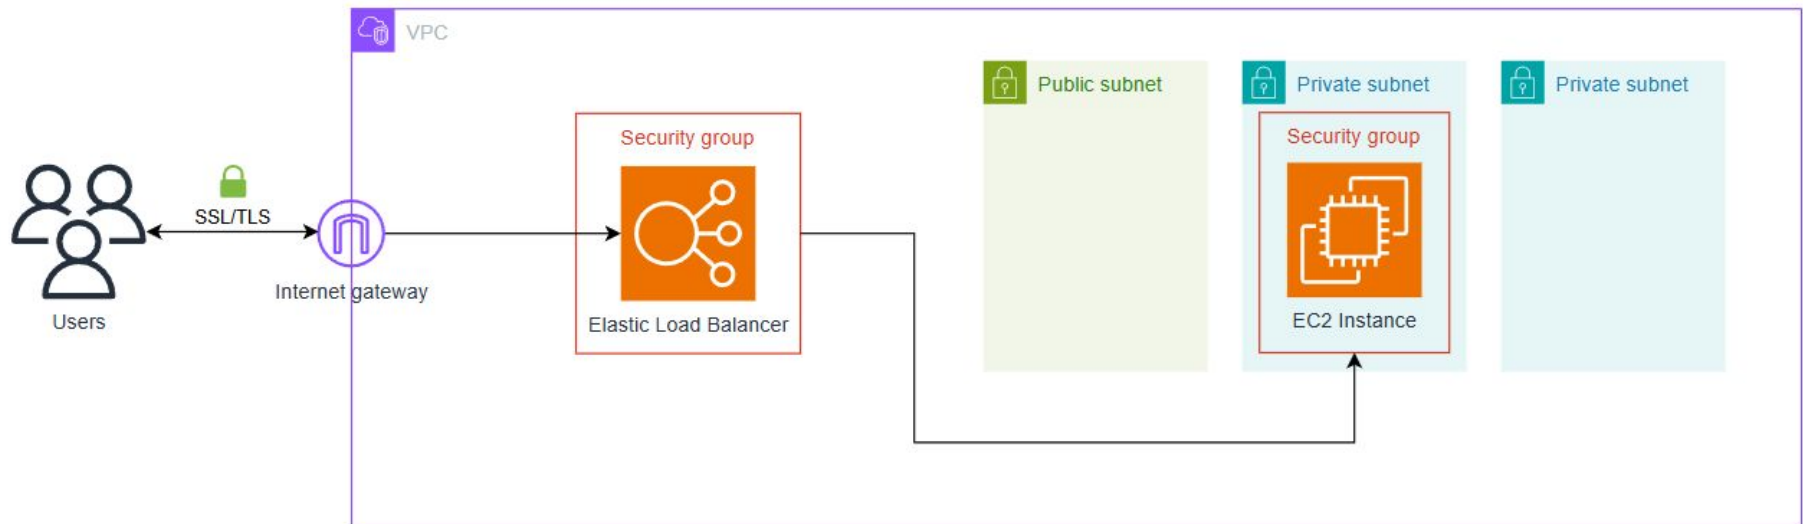 VPC
Public subnet
Private subnet
Private subnet
Security group
Security group
SSL/TLS
Internet gateway
Users
Elastic Load Balancer
EC2 Instance